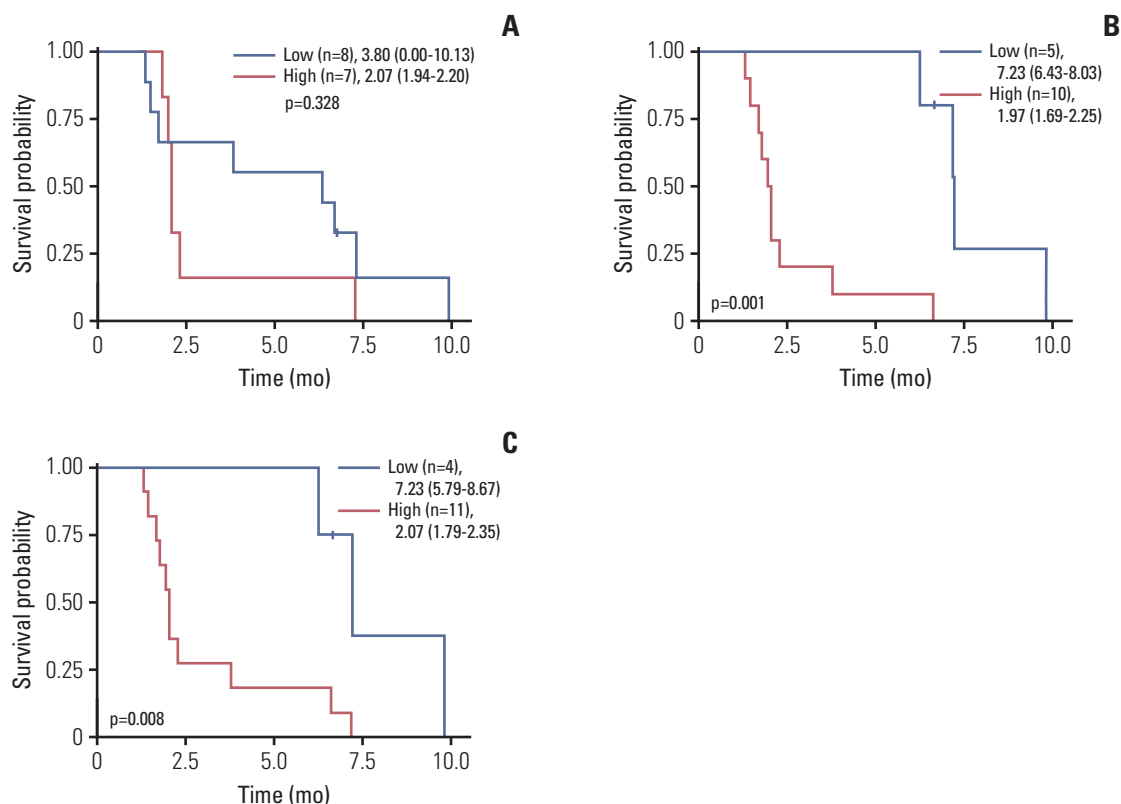 A
Low (n=8), 3.80 (0.00-10.13)
High (n=7), 2.07 (1.94-2.20)
p=0.328
Survival probability
1.00
0.75
0.50
0.25
0
0 2.5 5.0 7.5 10.0
Time (mo)
B
Low (n=5),
7.23 (6.43-8.03)
High (n=10),
1.97 (1.69-2.25)
p=0.001
Survival probability
1.00
0.75
0.50
0.25
0
0 2.5 5.0 7.5 10.0
Time (mo)
C
Low (n=4),
7.23 (5.79-8.67)
High (n=11),
2.07 (1.79-2.35)
p=0.008
Survival probability
1.00
0.75
0.50
0.25
0
0 2.5 5.0 7.5 10.0
Time (mo)